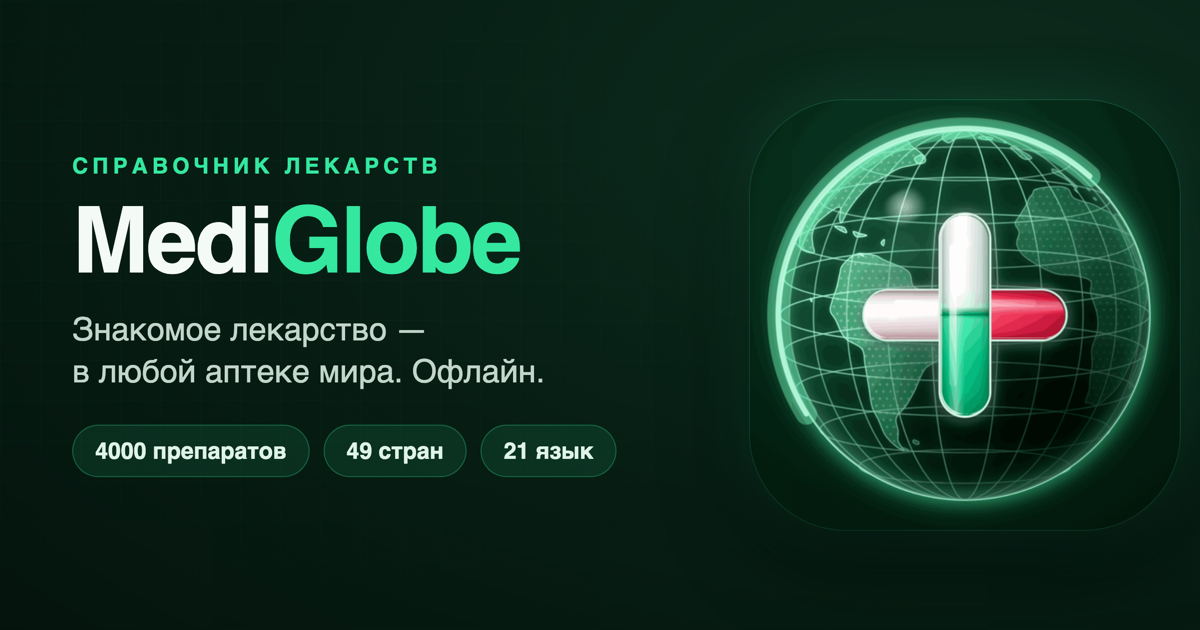 СПРАВОЧНИК ЛЕКАРСТВ
MediGlobe
Знакомое лекарство —
в любой аптеке мира. Офлайн.
4000 препаратов
49 стран
21 язык